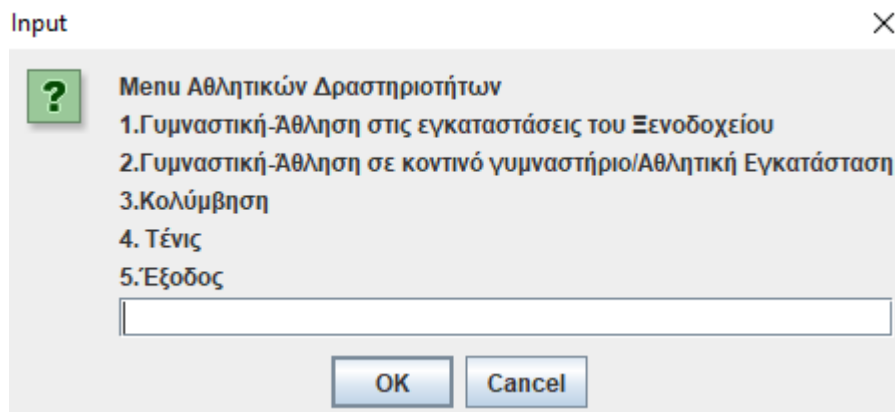 Input
Menu Αθλητικών Δραστηριοτήτων
1.Γυμναστική-Άθληση στις εγκαταστάσεις του Ξενοδοχείου
2.Γυμναστική-Άθληση σε κοντινό γυμναστήριο/Αθλητική Εγκατάσταση
3.Κολύμβηση
4. Τένις
5.Έξοδος
OK Cancel